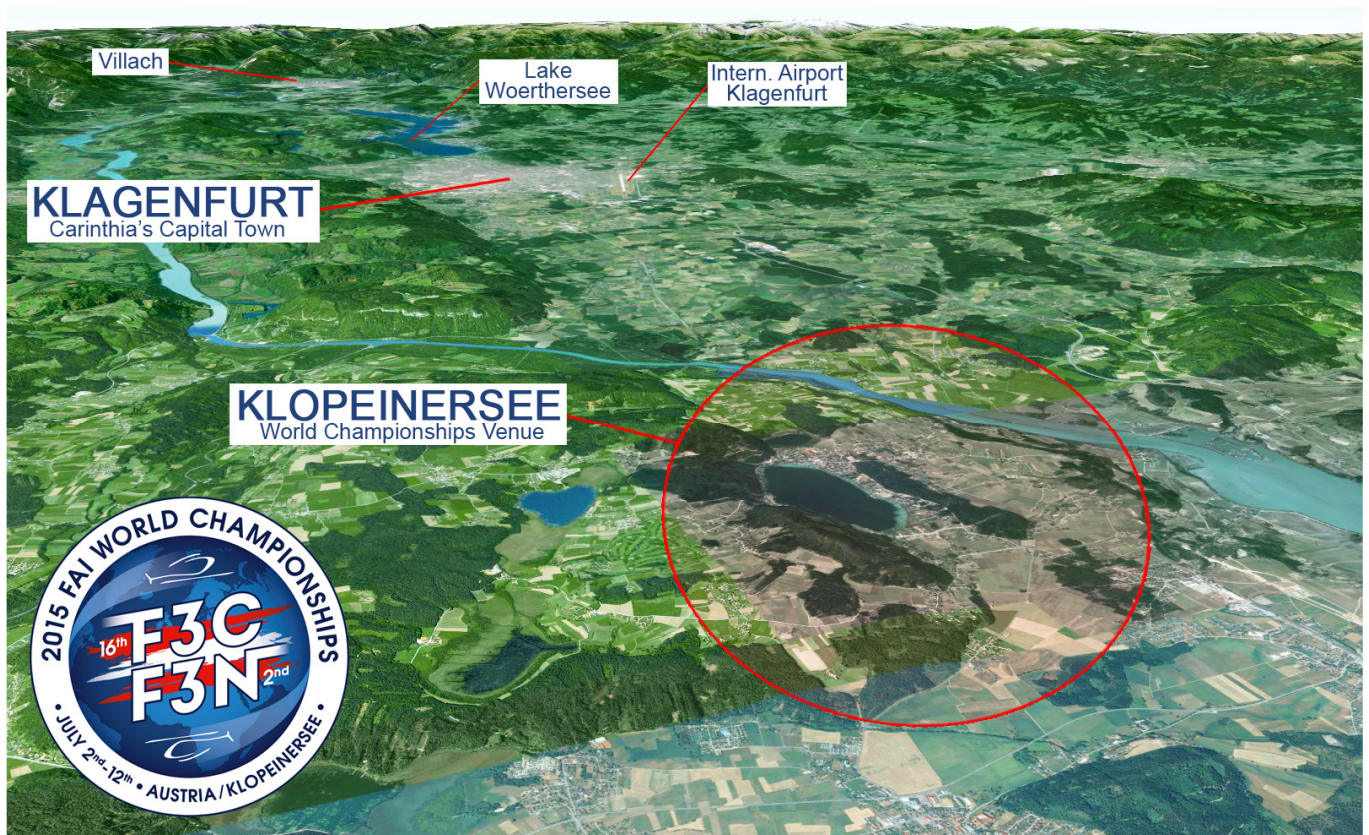 Villach
Lake
Woerthersee
Intern. Airport
Klagenfurt
KLAGENFURT
Carinthia's Capital Town
KLOPEINERSEE
World Championships Venue
2015 FAI WORLD CHAMPIONSHIPS
16th F3C
F3N 2nd
• JULY 2nd-12th • AUSTRIA/KLOPEINERSEE •